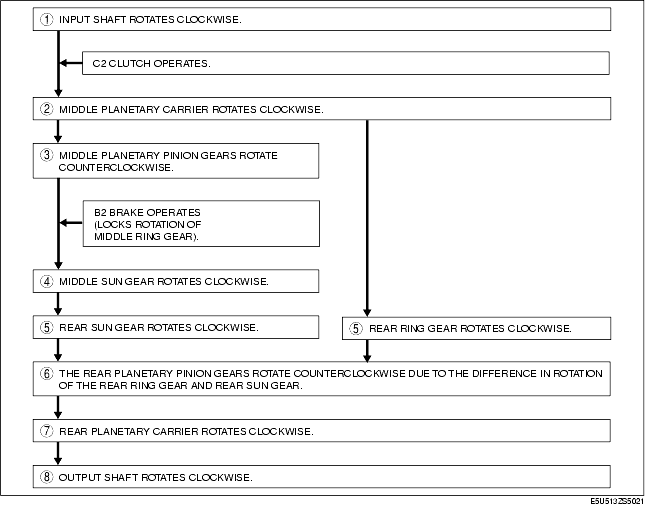 ① INPUT SHAFT ROTATES CLOCKWISE.
C2 CLUTCH OPERATES.
② MIDDLE PLANETARY CARRIER ROTATES CLOCKWISE.
③ MIDDLE PLANETARY PINION GEARS ROTATE
COUNTERCLOCKWISE.
B2 BRAKE OPERATES
(LOCKS ROTATION OF
MIDDLE RING GEAR).
④ MIDDLE SUN GEAR ROTATES CLOCKWISE.
⑤ REAR SUN GEAR ROTATES CLOCKWISE.
⑤ REAR RING GEAR ROTATES CLOCKWISE.
⑥ THE REAR PLANETARY PINION GEARS ROTATE COUNTERCLOCKWISE DUE TO THE DIFFERENCE IN ROTATION
OF THE REAR RING GEAR AND REAR SUN GEAR.
⑦ REAR PLANETARY CARRIER ROTATES CLOCKWISE.
⑧ OUTPUT SHAFT ROTATES CLOCKWISE.
E5U513ZS5021